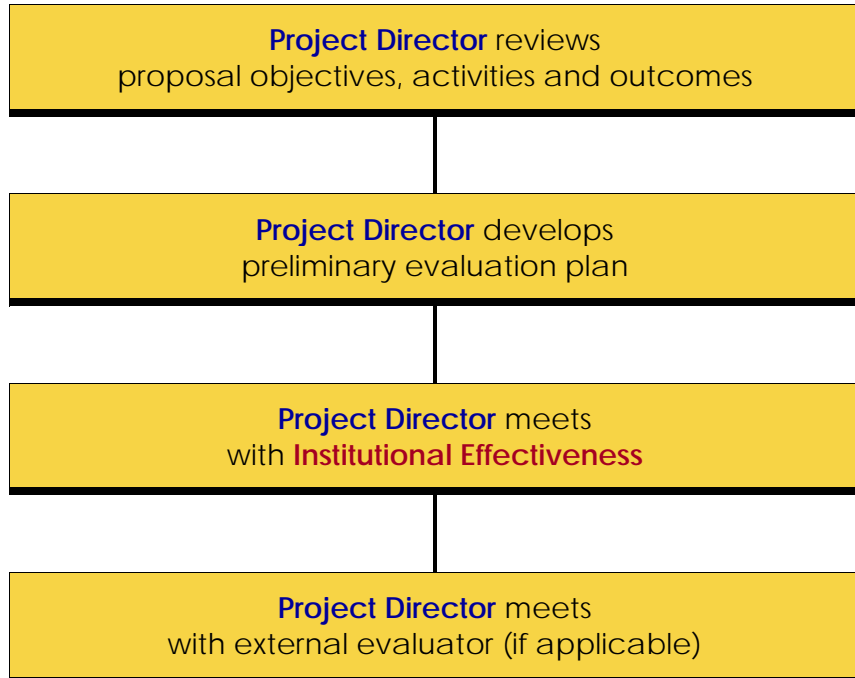 Project Director reviews
proposal objectives, activities and outcomes
Project Director develops
preliminary evaluation plan
Project Director meets
with Institutional Effectiveness
Project Director meets
with external evaluator (if applicable)